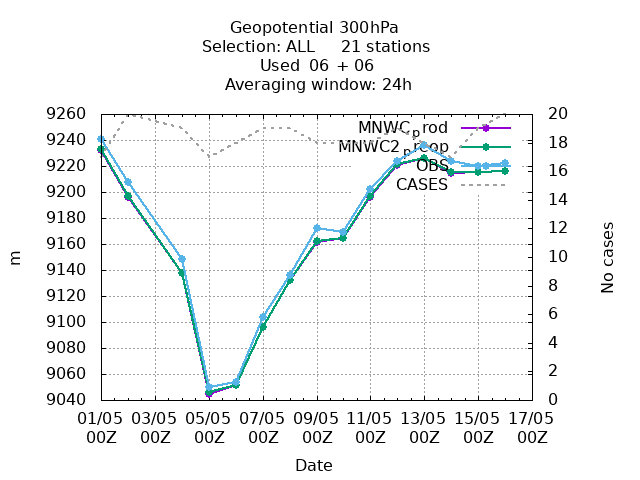 Geopotential 300hPa
Selection: ALL 21 stations
Used 06 + 06
Averaging window: 24h
MNWC_prod
MNWC2_preop
OBS
CASES
9260
9240
9220
9200
9180
9160
9140
9120
9100
9080
9060
9040
m
20
18
16
14
12
10
8
6
4
2
0
No cases
01/05 03/05 05/05 07/05 09/05 11/05 13/05 15/05 17/05
00Z 00Z 00Z 00Z 00Z 00Z 00Z 00Z 00Z
Date